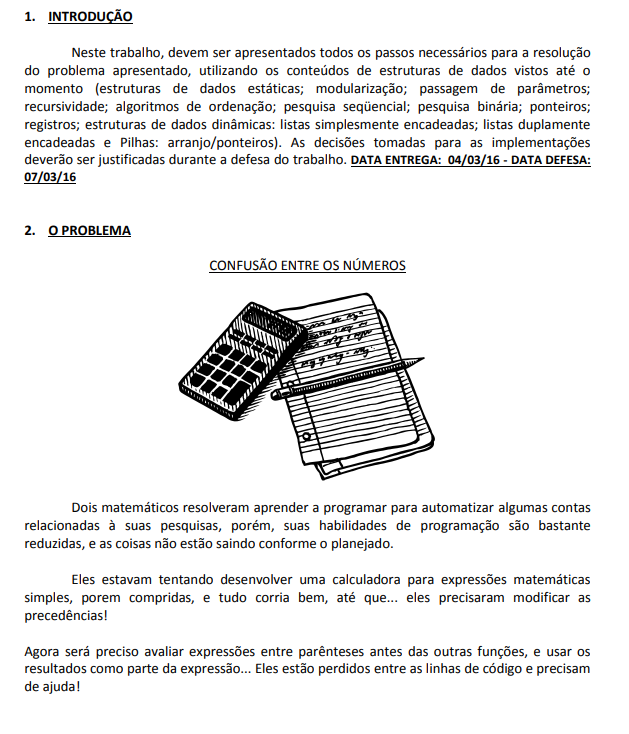 1. INTRODUÇÃO
Neste trabalho, devem ser apresentados todos os passos necessários para a resolução
do problema apresentado, utilizando os conteúdos de estruturas de dados vistos até o
momento (estruturas de dados estáticas; modularização; passagem de parâmetros;
recursividade; algoritmos de ordenação; pesquisa seqüencial; pesquisa binária; ponteiros;
registros; estruturas de dados dinâmicas: listas simplesmente encadeadas; listas duplamente
encadeadas e Pilhas: arranjo/ponteiros). As decisões tomadas para as implementações
deverão ser justificadas durante a defesa do trabalho. DATA ENTREGA: 04/03/16 - DATA DEFESA:
07/03/16
2. O PROBLEMA
CONFUSÃO ENTRE OS NÚMEROS
Dois matemáticos resolveram aprender a programar para automatizar algumas contas
relacionadas à suas pesquisas, porém, suas habilidades de programação são bastante
reduzidas, e as coisas não estão saindo conforme o planejado.
Eles estavam tentando desenvolver uma calculadora para expressões matemáticas
simples, porem compridas, e tudo corria bem, até que... eles precisaram modificar as
precedências!
Agora será preciso avaliar expressões entre parênteses antes das outras funções, e usar os
resultados como parte da expressão... Eles estão perdidos entre as linhas de código e precisam
de ajuda!